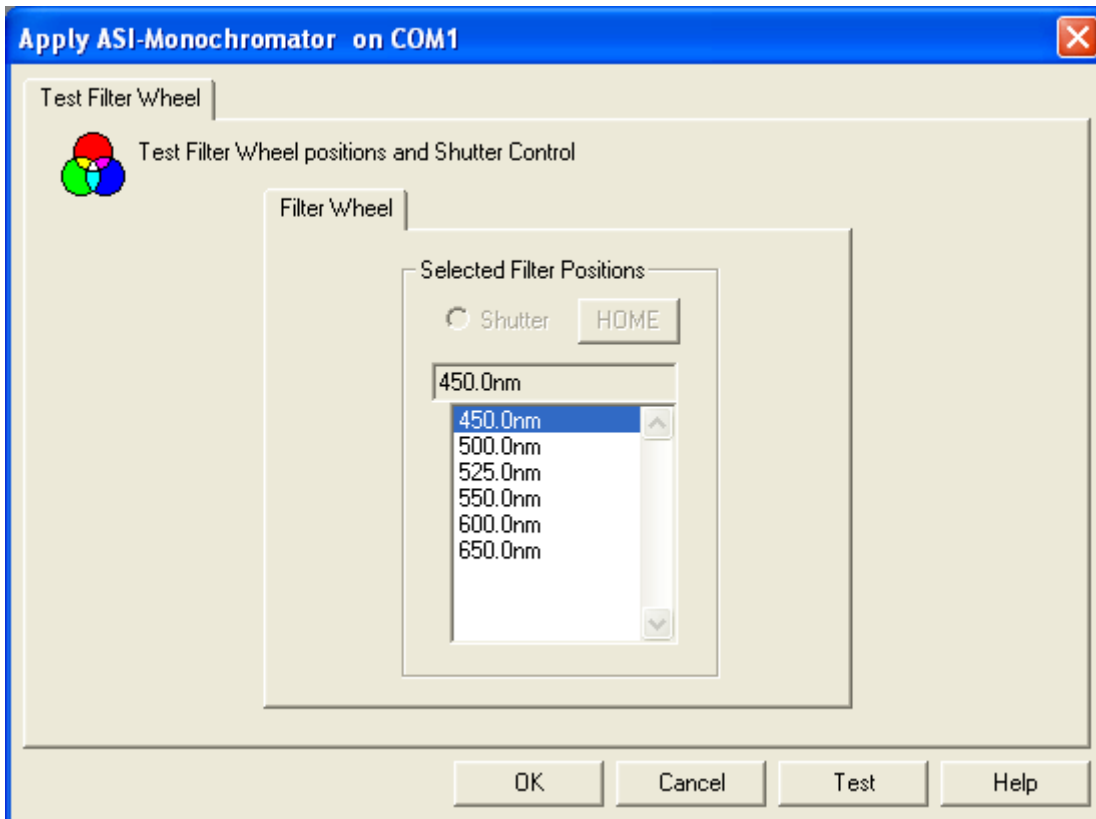 Apply ASI-Monochromator on COM1
Test Filter Wheel
Test Filter Wheel positions and Shutter Control
Filter Wheel
Selected Filter Positions
Shutter HOME
450.0nm
450.0nm
500.0nm
525.0nm
550.0nm
600.0nm
650.0nm
OK Cancel Test Help